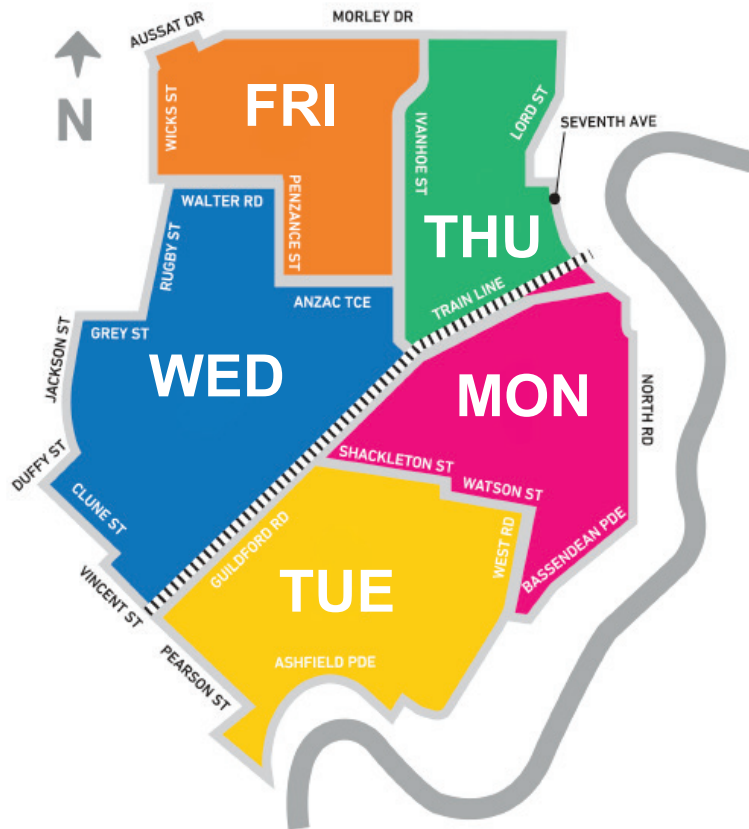 AUSSAT DR
MORLEY DR
N
WICKS ST
FRI
IVANHOE ST
LORD ST
SEVENTH AVE
PENZANCE ST
WALTER RD
RUGBY ST
THU
ANZAC TCE
TRAIN LINE
JACKSON ST
GREY ST
WED
MON
NORTH RD
DUFFY ST
SHACKLETON ST
WATSON ST
CLUNE ST
GUILDFORD RD
WEST RD
BASSENDEAN PDE
VINCENT ST
TUE
PEARSON ST
ASHFIELD PDE